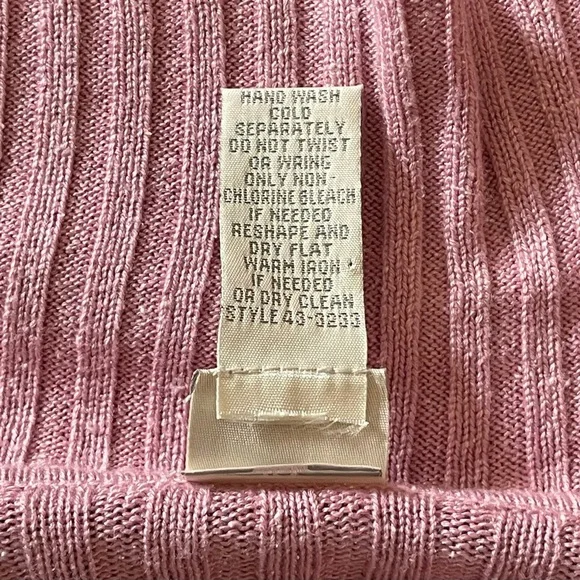 HAND WASH
COLD
SEPARATELY
DO NOT TWIST
OR WRING
ONLY NON-
CHLORINE BLEACH
IF NEEDED
RESHAPE AND
DRY FLAT
WARM IRON
IF NEEDED
OR DRY CLEAN
STYLE 43-3233